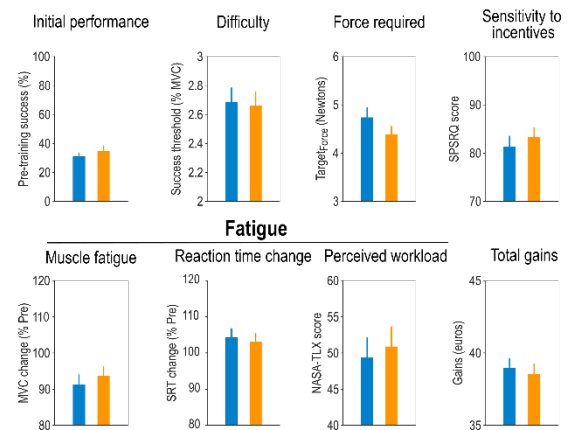 Initial performance
Difficulty
Force required
Sensitivity to
incentives
Pre-training success (%)
100
80
60
40
20
0
Success threshold (% MVC)
3
2.8
2.6
2.4
2.2
2
TargetForce (Newtons)
6
5
4
3
SPSRQ score
100
90
80
70
Fatigue
Muscle fatigue
Reaction time change
Perceived workload
Total gains
MVC change (% Pre)
120
110
100
90
80
SRT change (% Pre)
120
110
100
90
80
NASA-TLX score
60
55
50
45
40
Gains (euros)
45
40
35